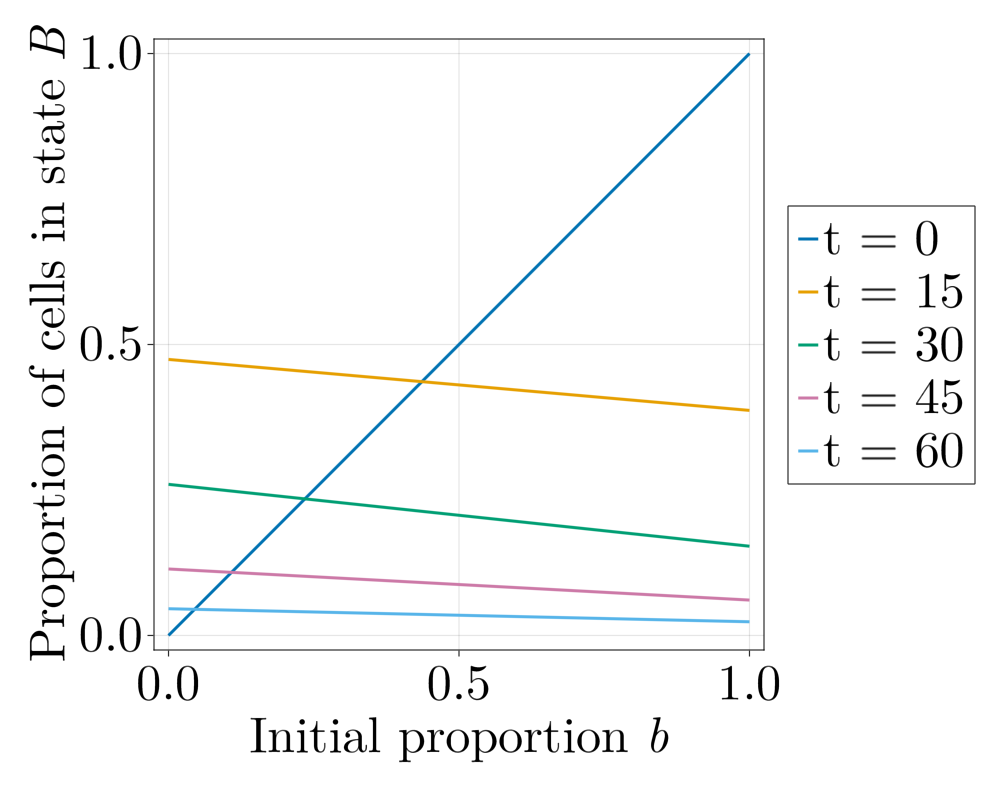 Proportion of cells in state B
1.0
0.5
0.0
0.0 0.5 1.0
Initial proportion b
t = 0
t = 15
t = 30
t = 45
t = 60